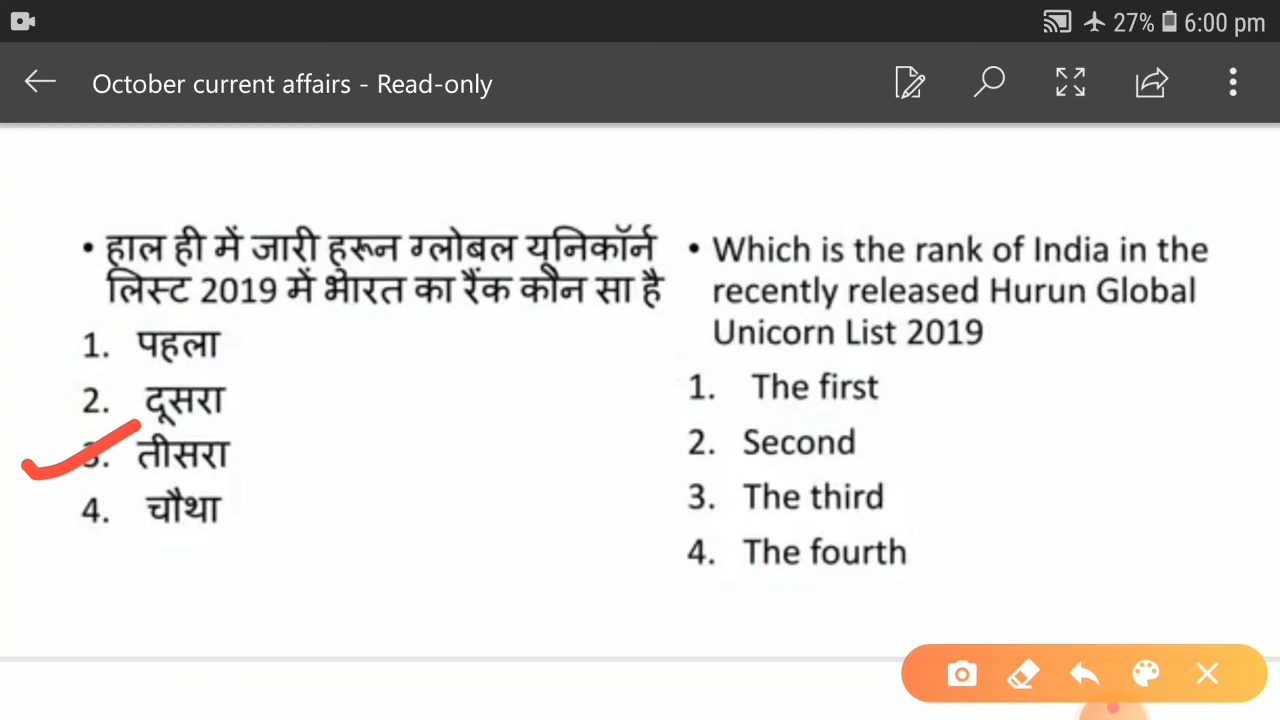 27% 6:00 pm
October current affairs - Read-only
• हाल ही में जारी हुरून ग्लोबल यूनिकॉर्न
लिस्ट 2019 में भारत का रैंक कौन सा है
1. पहला
2. दूसरा
3. तीसरा
4. चौथा
• Which is the rank of India in the
recently released Hurun Global
Unicorn List 2019
1. The first
2. Second
3. The third
4. The fourth